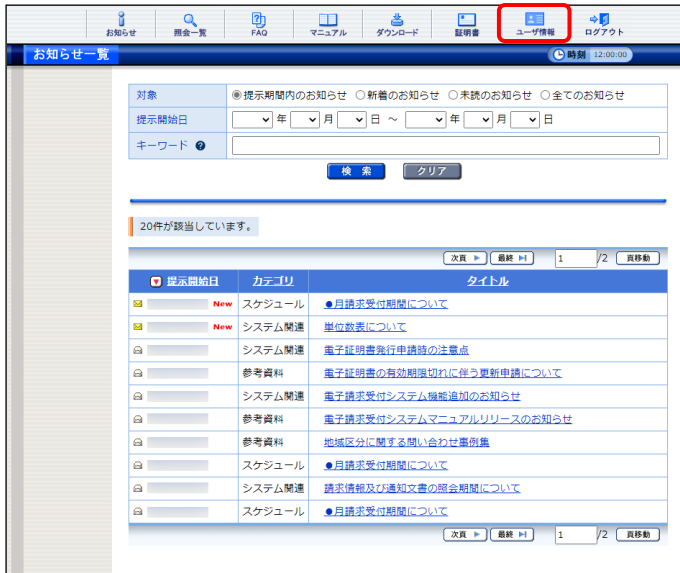 お知らせ 照会一覧 FAQ マニュアル ダウンロード 証明書 ユーザ情報 ログアウト
お知らせ一覧 時刻 12:00:00
対象 提示期間内のお知らせ 新着のお知らせ 未読のお知らせ 全てのお知らせ
提示開始日 年 月 日 ～ 年 月 日
キーワード ?
検 索 クリア
20件が該当しています。
次頁 最終 1 /2 頁移動
提示開始日 カテゴリ タイトル
New スケジュール ●月請求受付期間について
New システム関連 単位数表について
システム関連 電子証明書発行申請時の注意点
参考資料 電子証明書の有効期限切れに伴う更新申請について
システム関連 電子請求受付システム機能追加のお知らせ
参考資料 電子請求受付システムマニュアルリリースのお知らせ
参考資料 地域区分に関する問い合わせ事例集
スケジュール ●月請求受付期間について
システム関連 請求情報及び通知文書の照会期間について
スケジュール ●月請求受付期間について
次頁 最終 1 /2 頁移動